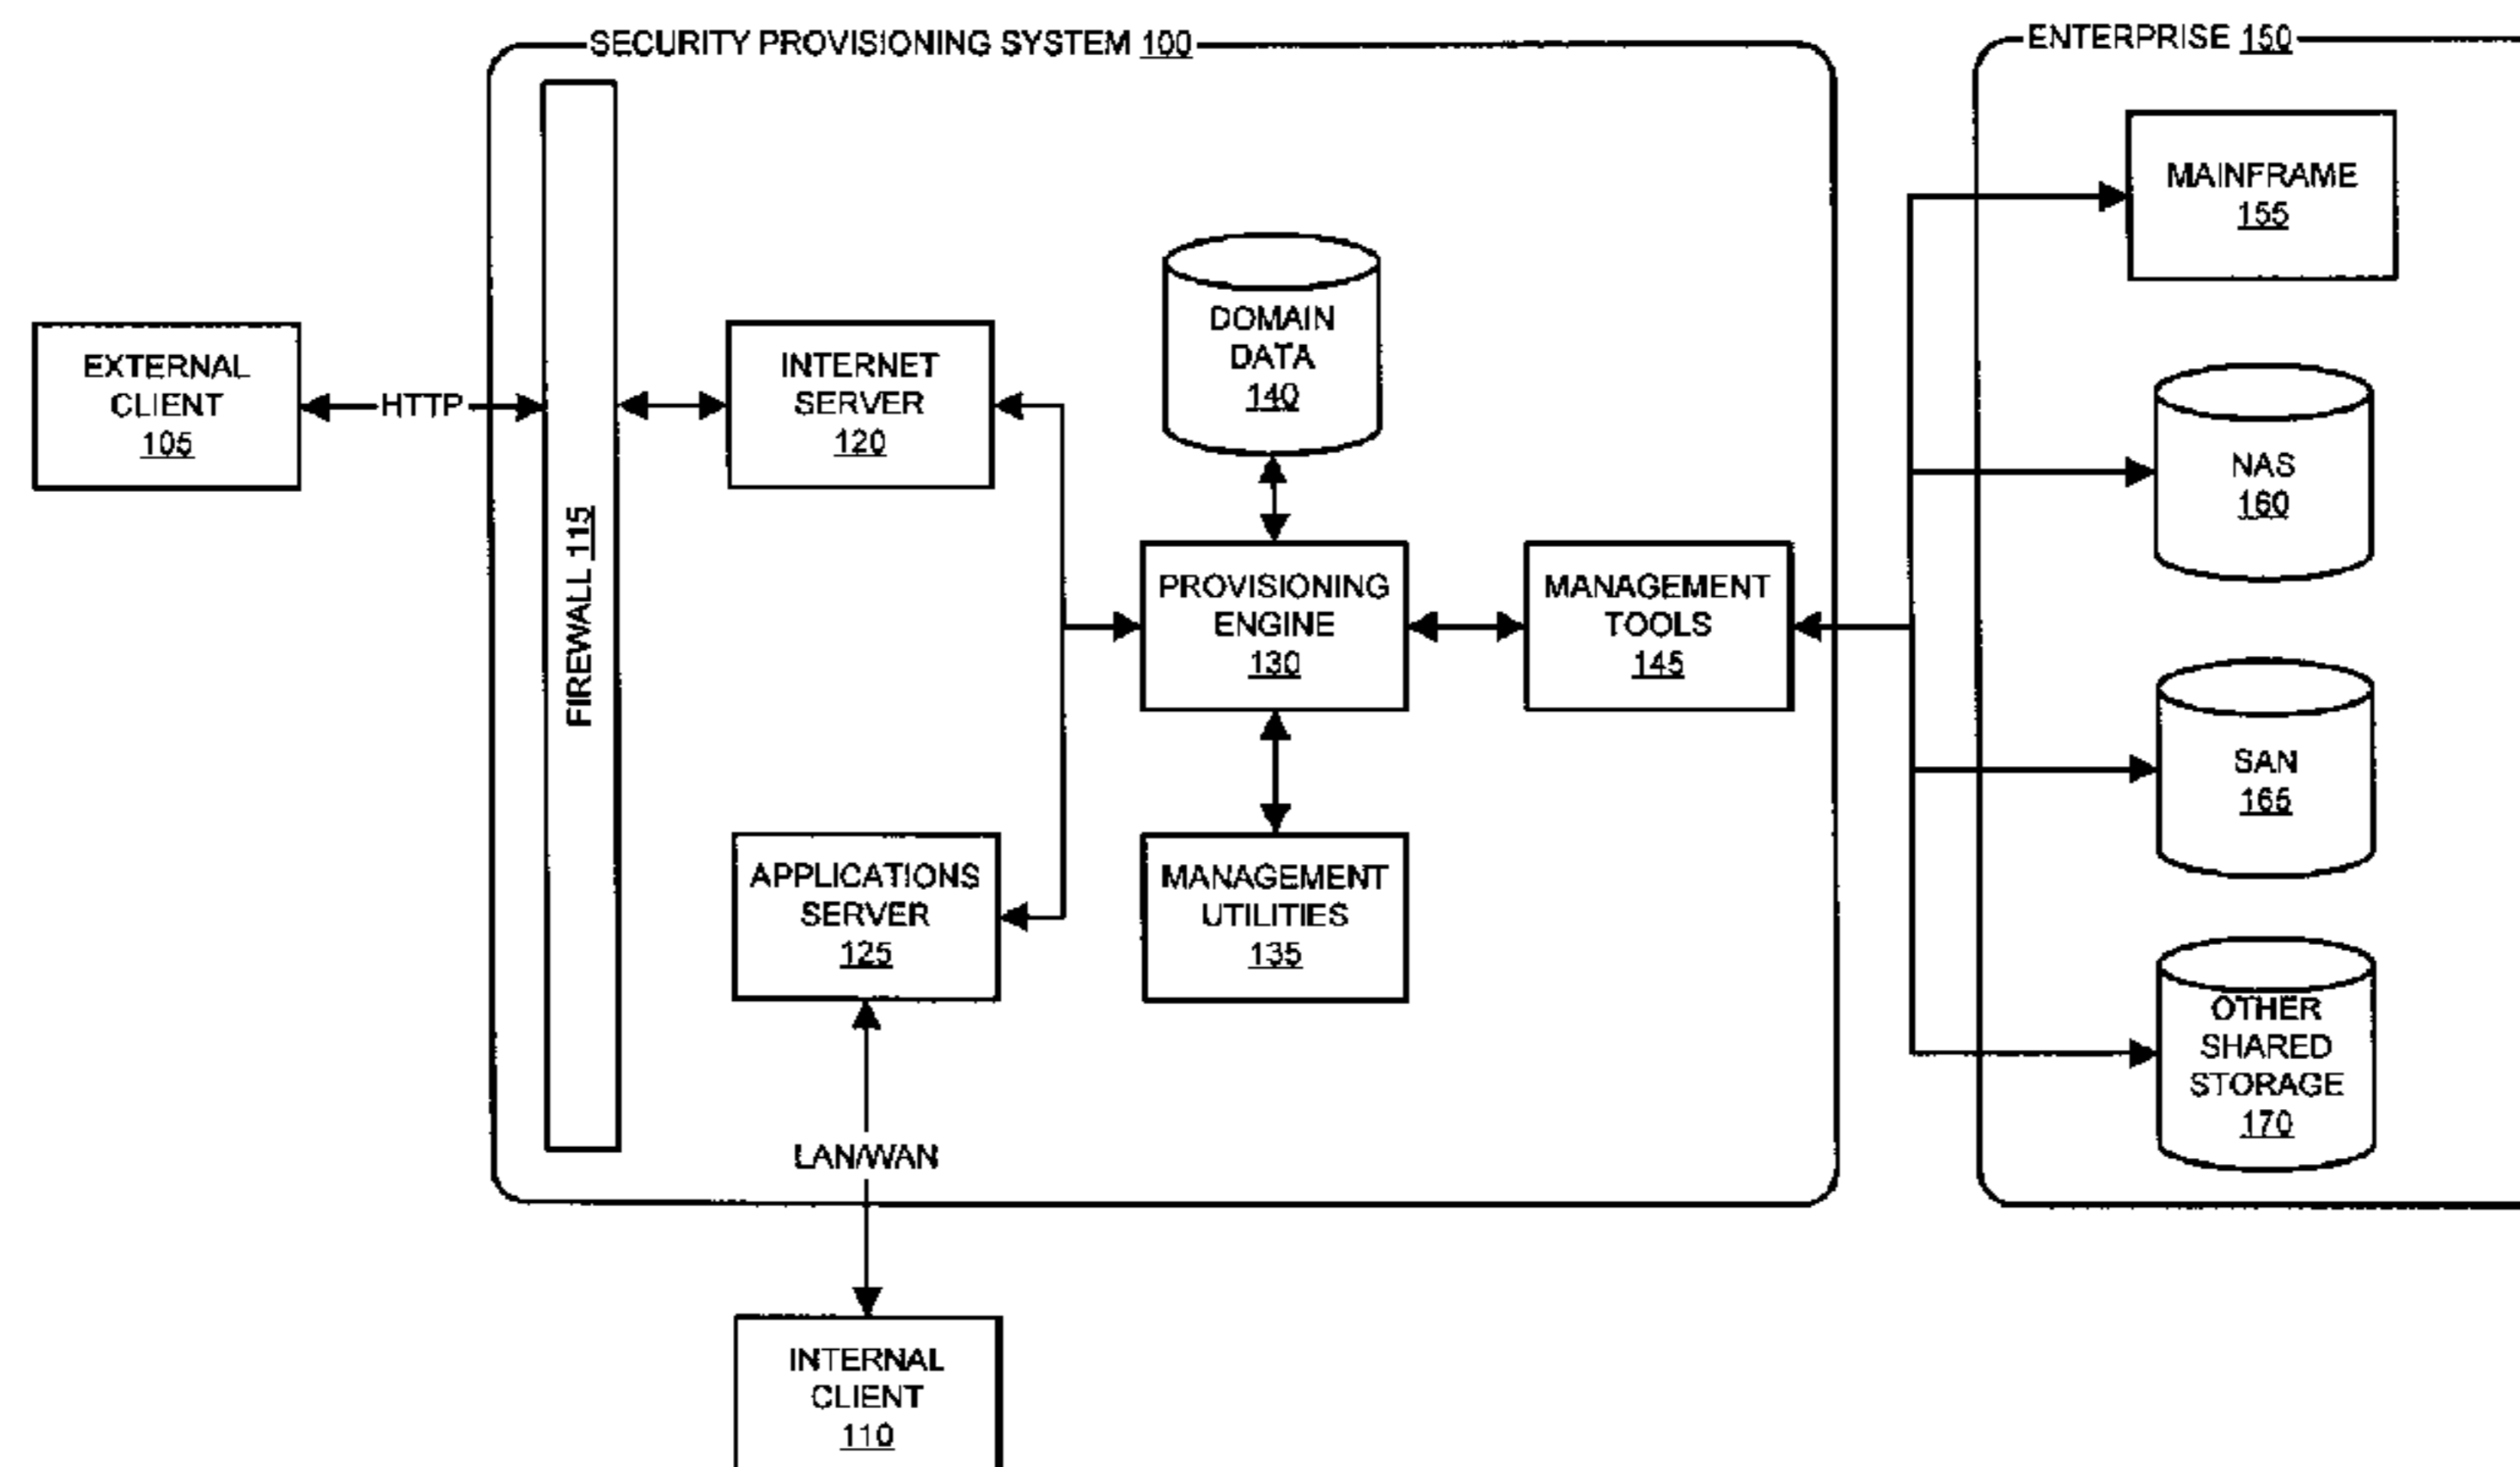 SECURITY PROVISIONING SYSTEM 100
ENTERPRISE 150
EXTERNAL
CLIENT
105
HTTP
FIREWALL 115
INTERNET
SERVER
120
DOMAIN
DATA
140
PROVISIONING
ENGINE
130
MANAGEMENT
TOOLS
145
APPLICATIONS
SERVER
125
MANAGEMENT
UTILITIES
135
LAN/WAN
INTERNAL
CLIENT
110
MAINFRAME
155
NAS
160
SAN
165
OTHER
SHARED
STORAGE
170